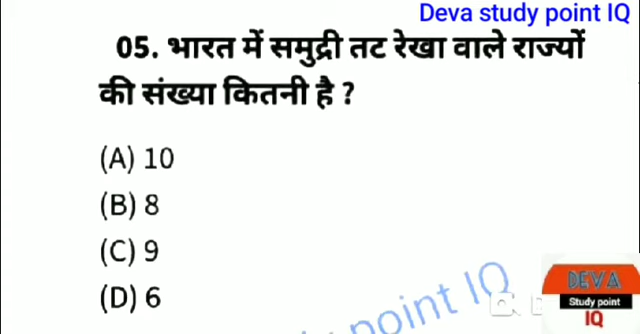 Deva study point IQ
05. भारत में समुद्री तट रेखा वाले राज्यों
की संख्या कितनी है ?
(A) 10
(B) 8
(C) 9
(D) 6
point IQ
DEVA
Study point
IQ